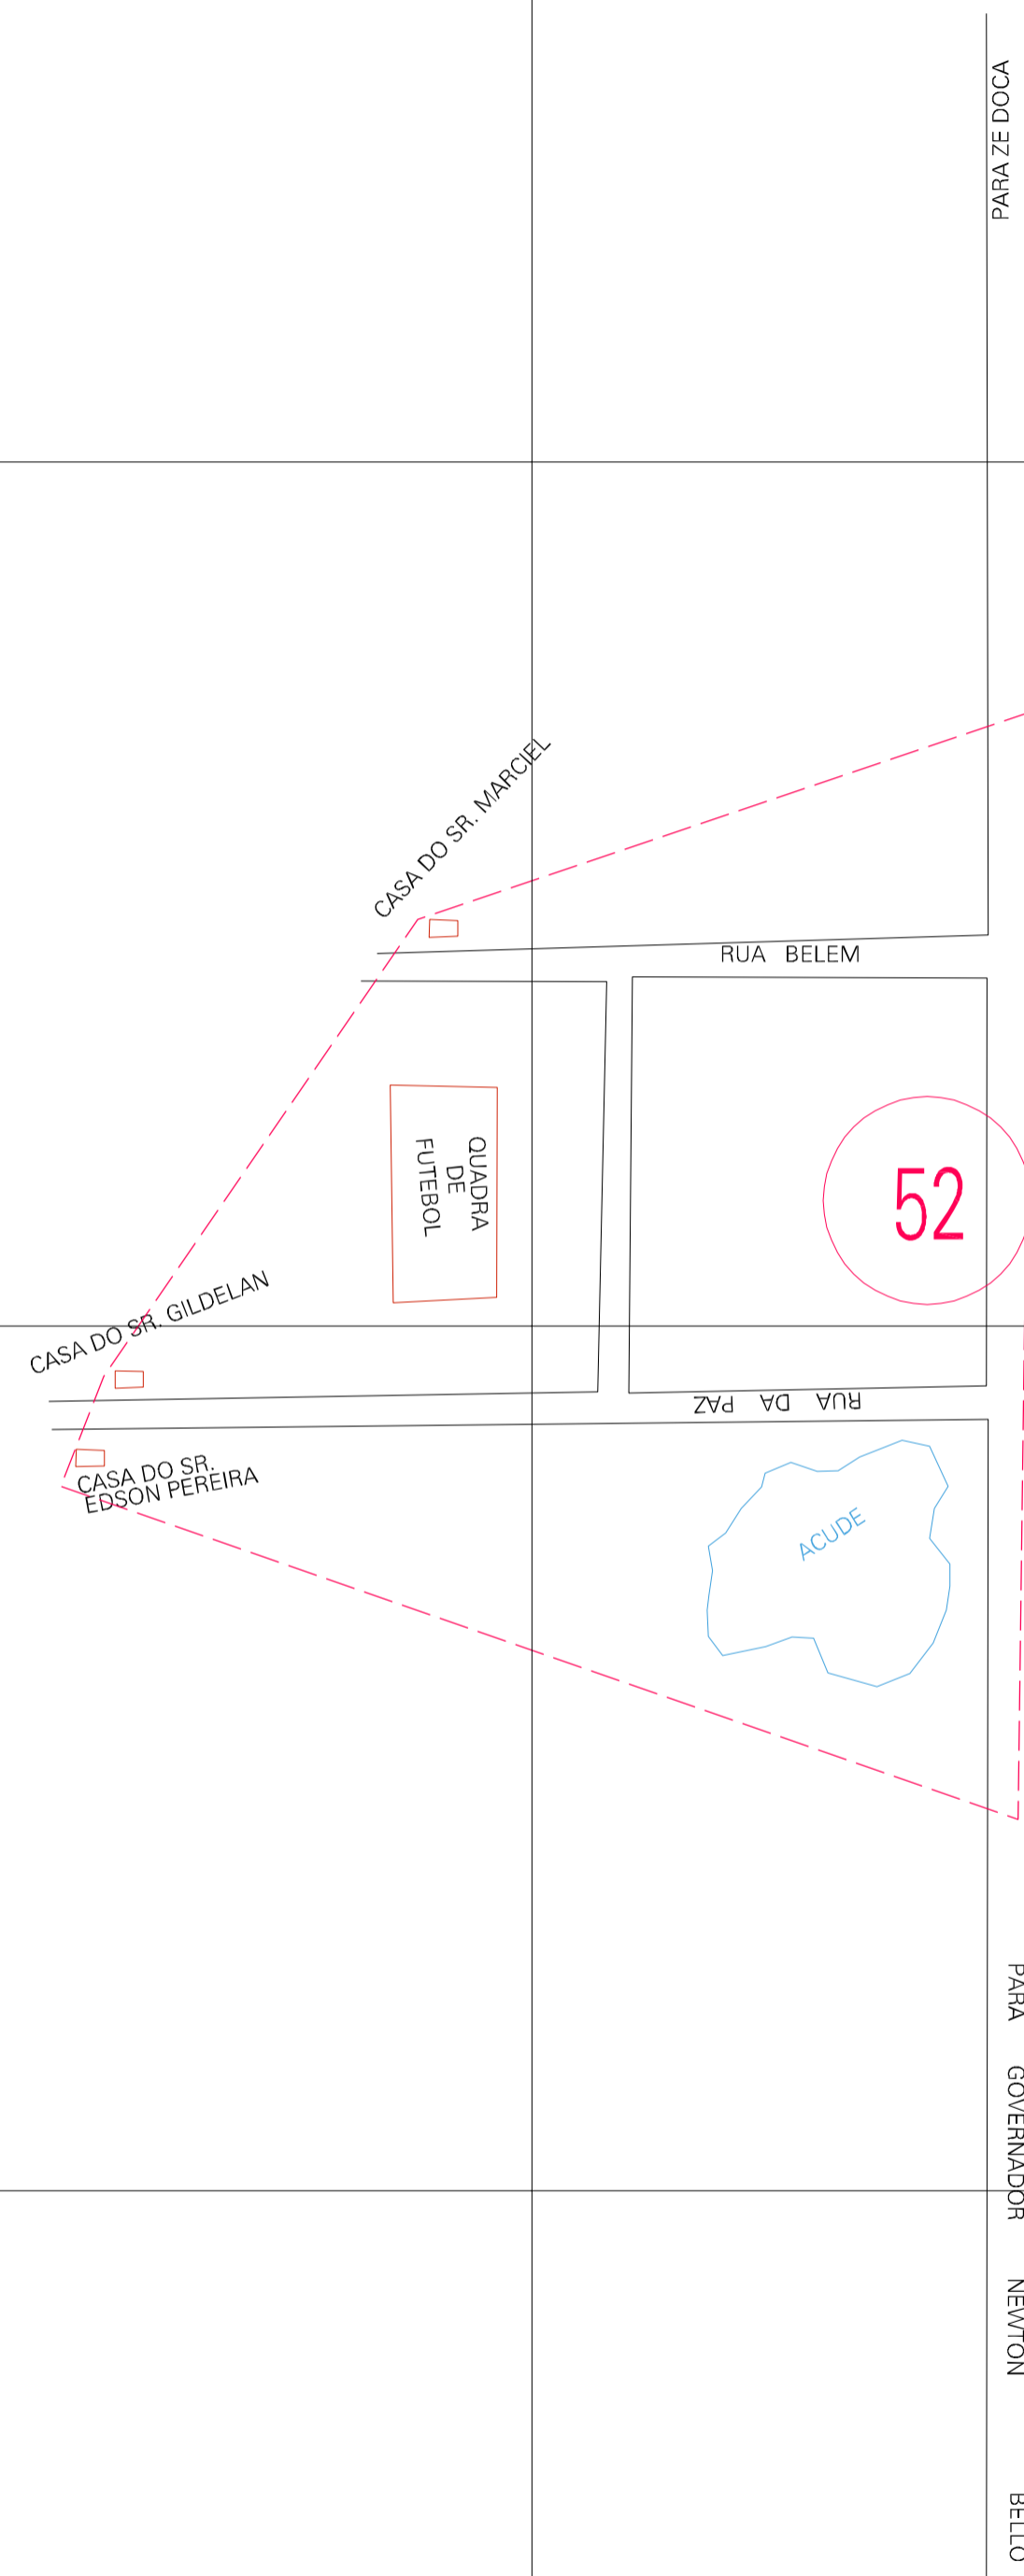 PARA ZE DOCA
CASA DO SR. MARCIEL
RUA BELEM
QUADRA
DE
FUTEBOL
52
CASA DO SR. GILDELAN
RUA DA PAZ
CASA DO SR.
EDSON PEREIRA
ACUDE
PARA GOVERNADOR NEWTON BELLO